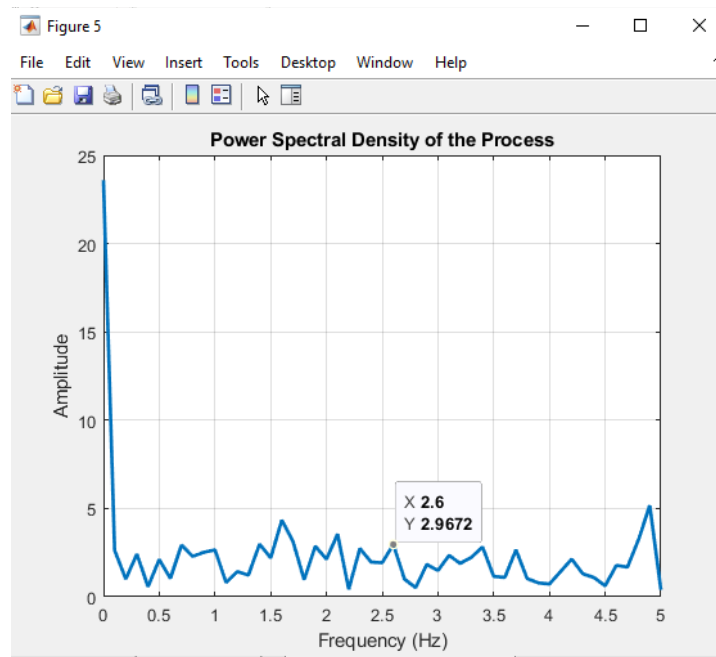 Figure 5
File Edit View Insert Tools Desktop Window Help
Power Spectral Density of the Process
25
20
15
10
5
0
Amplitude
X 2.6
Y 2.9672
0 0.5 1 1.5 2 2.5 3 3.5 4 4.5 5
Frequency (Hz)